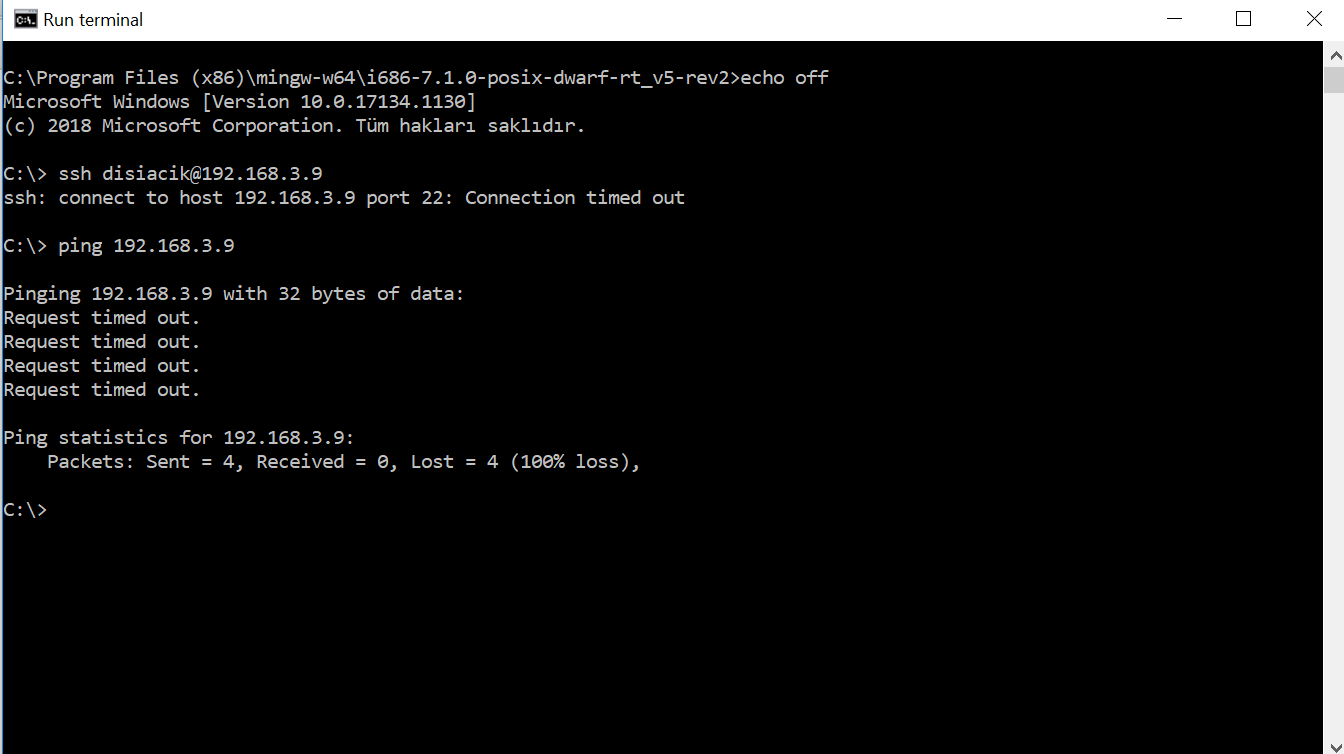 Run terminal
C:\Program Files (x86)\mingw-w64\i686-7.1.0-posix-dwarf-rt_v5-rev2>echo off
Microsoft Windows [Version 10.0.17134.1130]
(c) 2018 Microsoft Corporation. Tüm hakları saklıdır.
C:\> ssh disiacik@192.168.3.9
ssh: connect to host 192.168.3.9 port 22: Connection timed out
C:\> ping 192.168.3.9
Pinging 192.168.3.9 with 32 bytes of data:
Request timed out.
Request timed out.
Request timed out.
Request timed out.
Ping statistics for 192.168.3.9:
    Packets: Sent = 4, Received = 0, Lost = 4 (100% loss),
C:\>